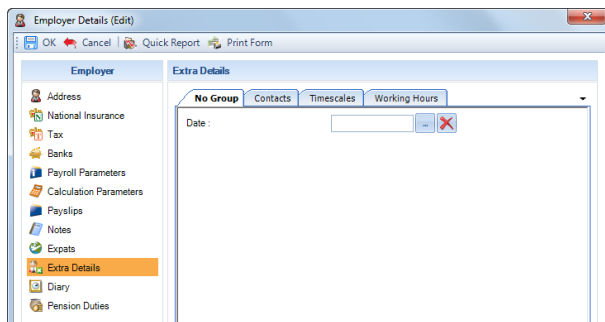 Employer Details (Edit)
OK Cancel Quick Report Print Form
Employer
Extra Details
Address
National Insurance
Tax
Banks
Payroll Parameters
Calculation Parameters
Payslips
Notes
Expats
Extra Details
Diary
Pension Duties
No Group Contacts Timescales Working Hours
Date :
...